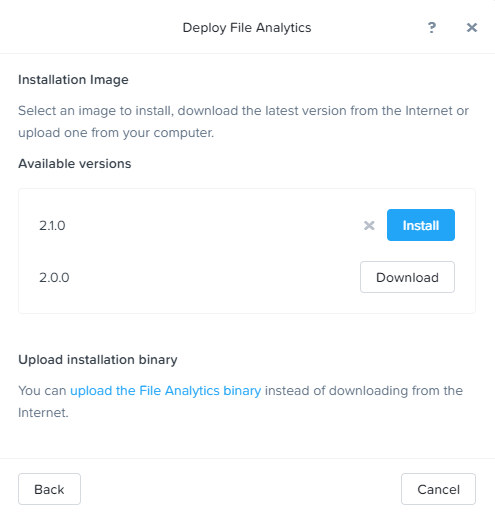 Deploy File Analytics ? ×
Installation Image
Select an image to install, download the latest version from the Internet or
upload one from your computer.
Available versions
2.1.0 × Install
2.0.0 Download
Upload installation binary
You can upload the File Analytics binary instead of downloading from the
Internet.
Back Cancel